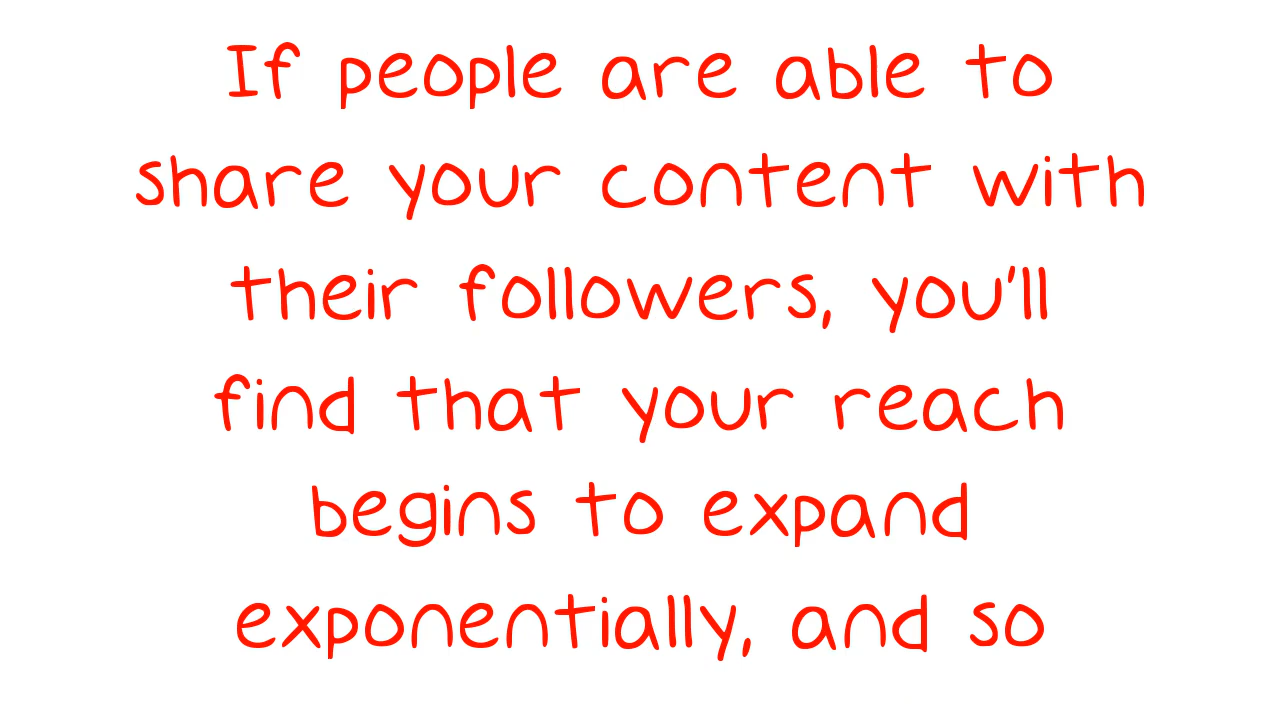 If people are able to
share your content with
their followers, you'll
find that your reach
begins to expand
exponentially, and so